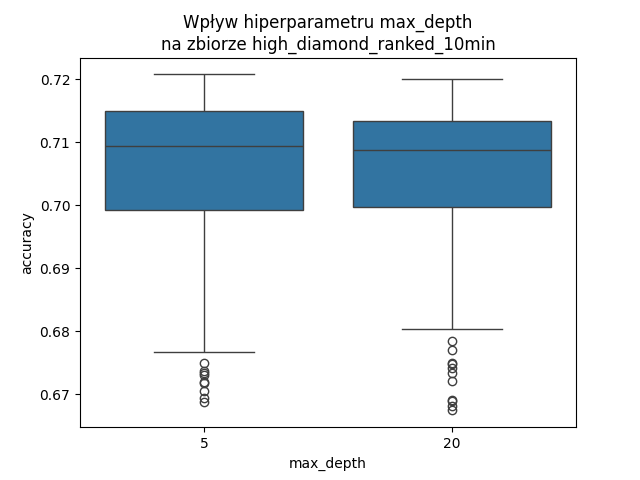 Wpływ hiperparametru max_depth
na zbiorze high_diamond_ranked_10min
accuracy
0.72
0.71
0.70
0.69
0.68
0.67
5
20
max_depth